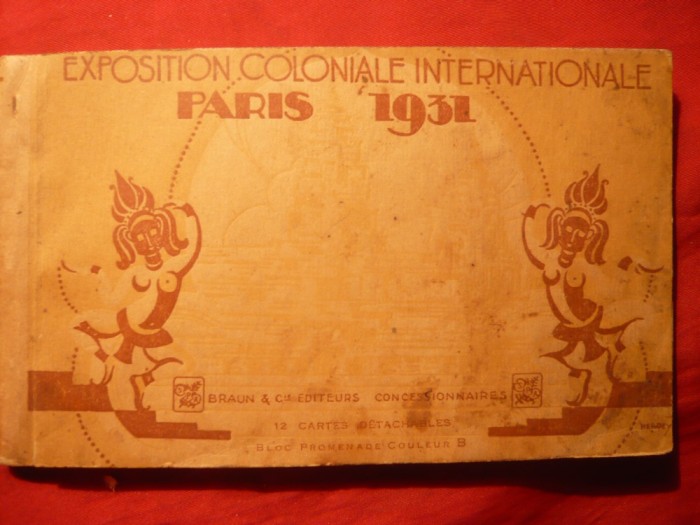 EXPOSITION COLONIALE INTERNATIONALE
PARIS 1931
BRAUN & Cie EDITEURS CONCESSIONNAIRES
12 CARTES DÉTACHABLES
BLOC PROMENADE COULEUR B